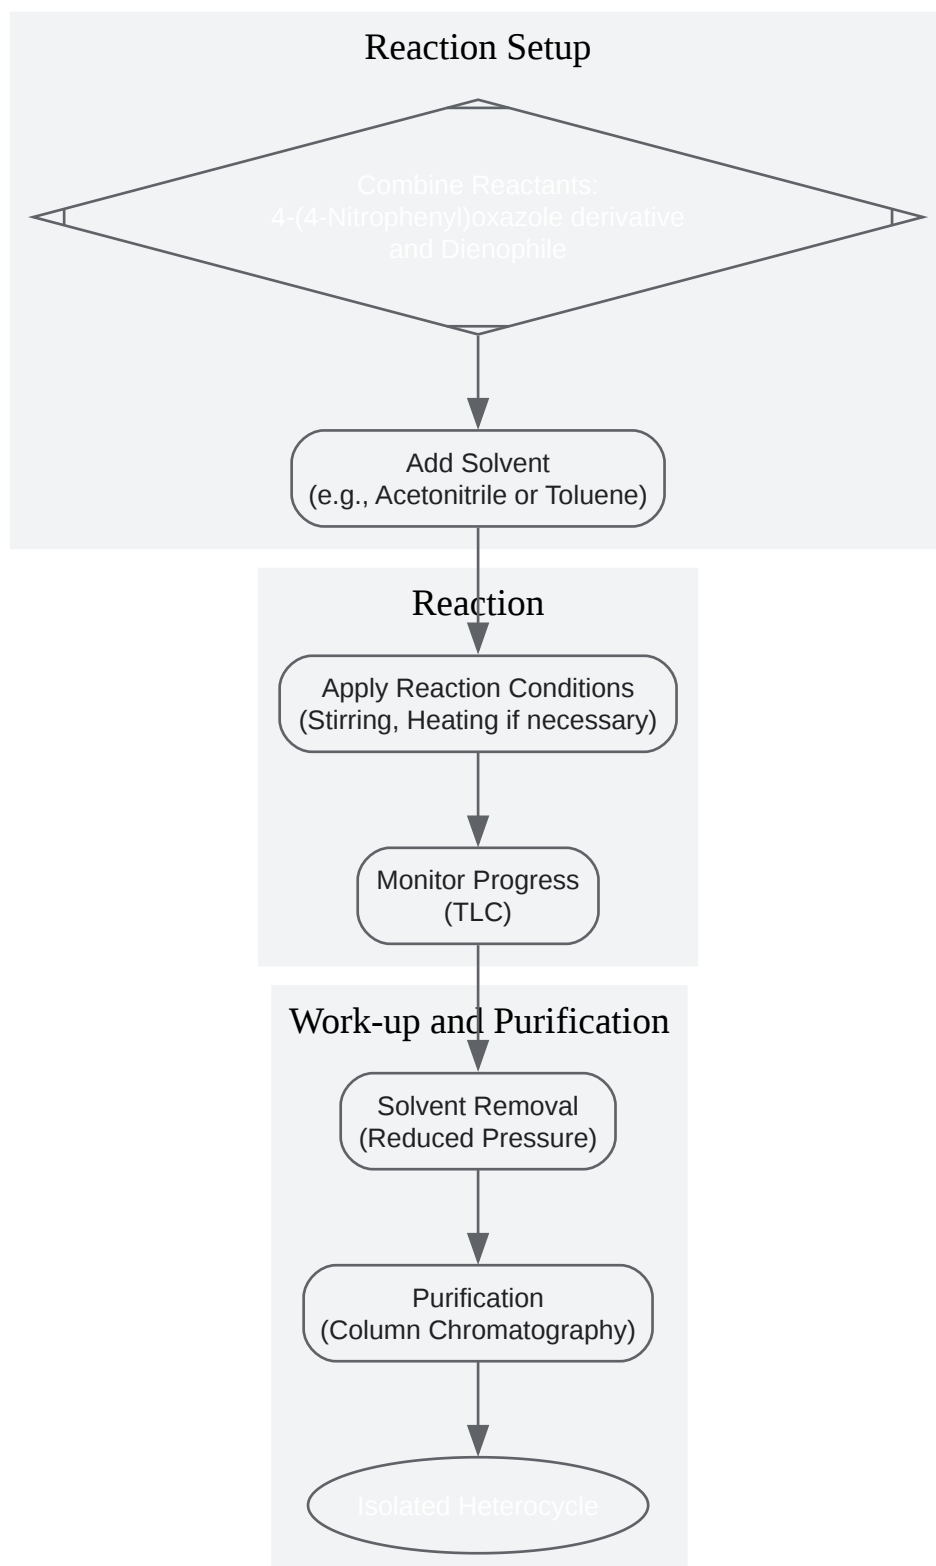 Reaction Setup
Combine Reactants:
4-(4-Nitrophenyl)oxazole derivative
and Dienophile
Add Solvent
(e.g., Acetonitrile or Toluene)
Reaction
Apply Reaction Conditions
(Stirring, Heating if necessary)
Monitor Progress
(TLC)
Work-up and Purification
Solvent Removal
(Reduced Pressure)
Purification
(Column Chromatography)
Isolated Heterocycle